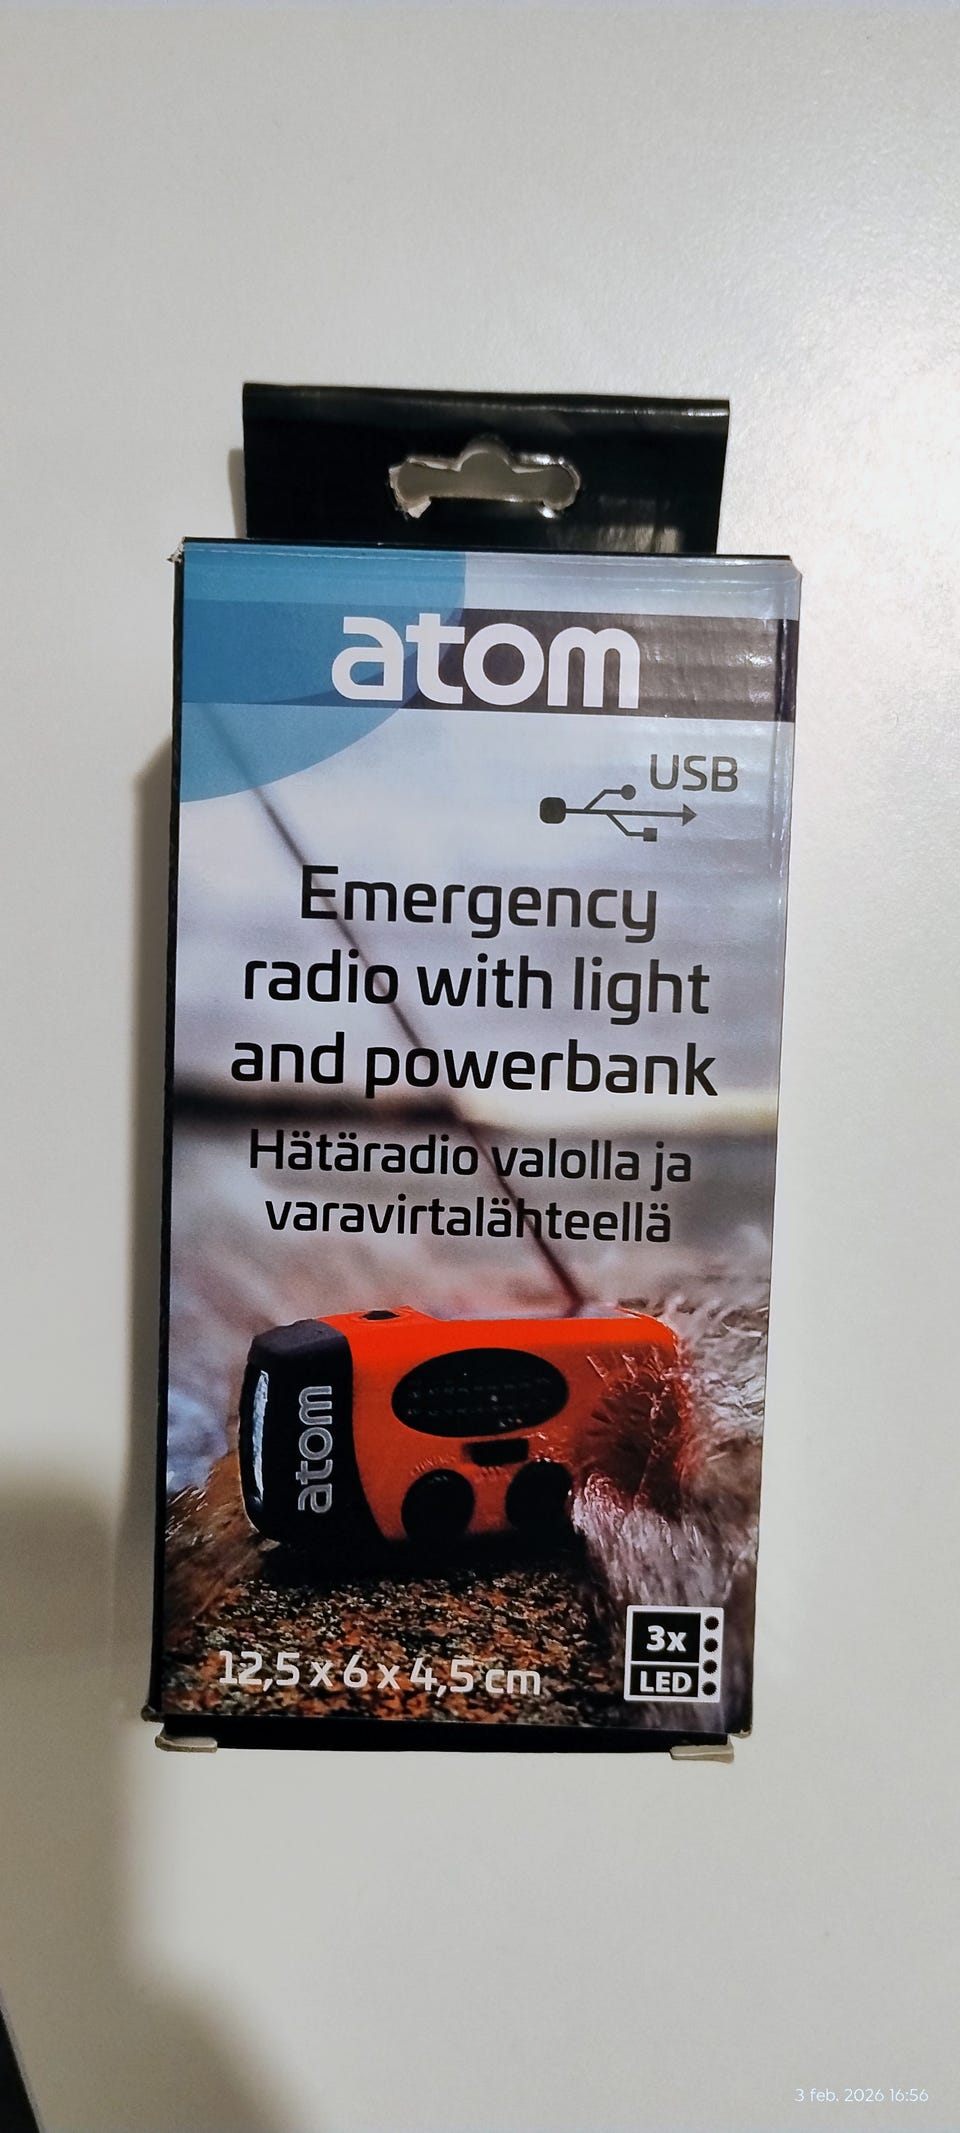 atom
USB
Emergency
radio with light
and powerbank
Hätäradio valolla ja
varavirtalähteellä
atom
3x
LED
12,5 x 6 x 4,5 cm
3 feb. 2026 16:56